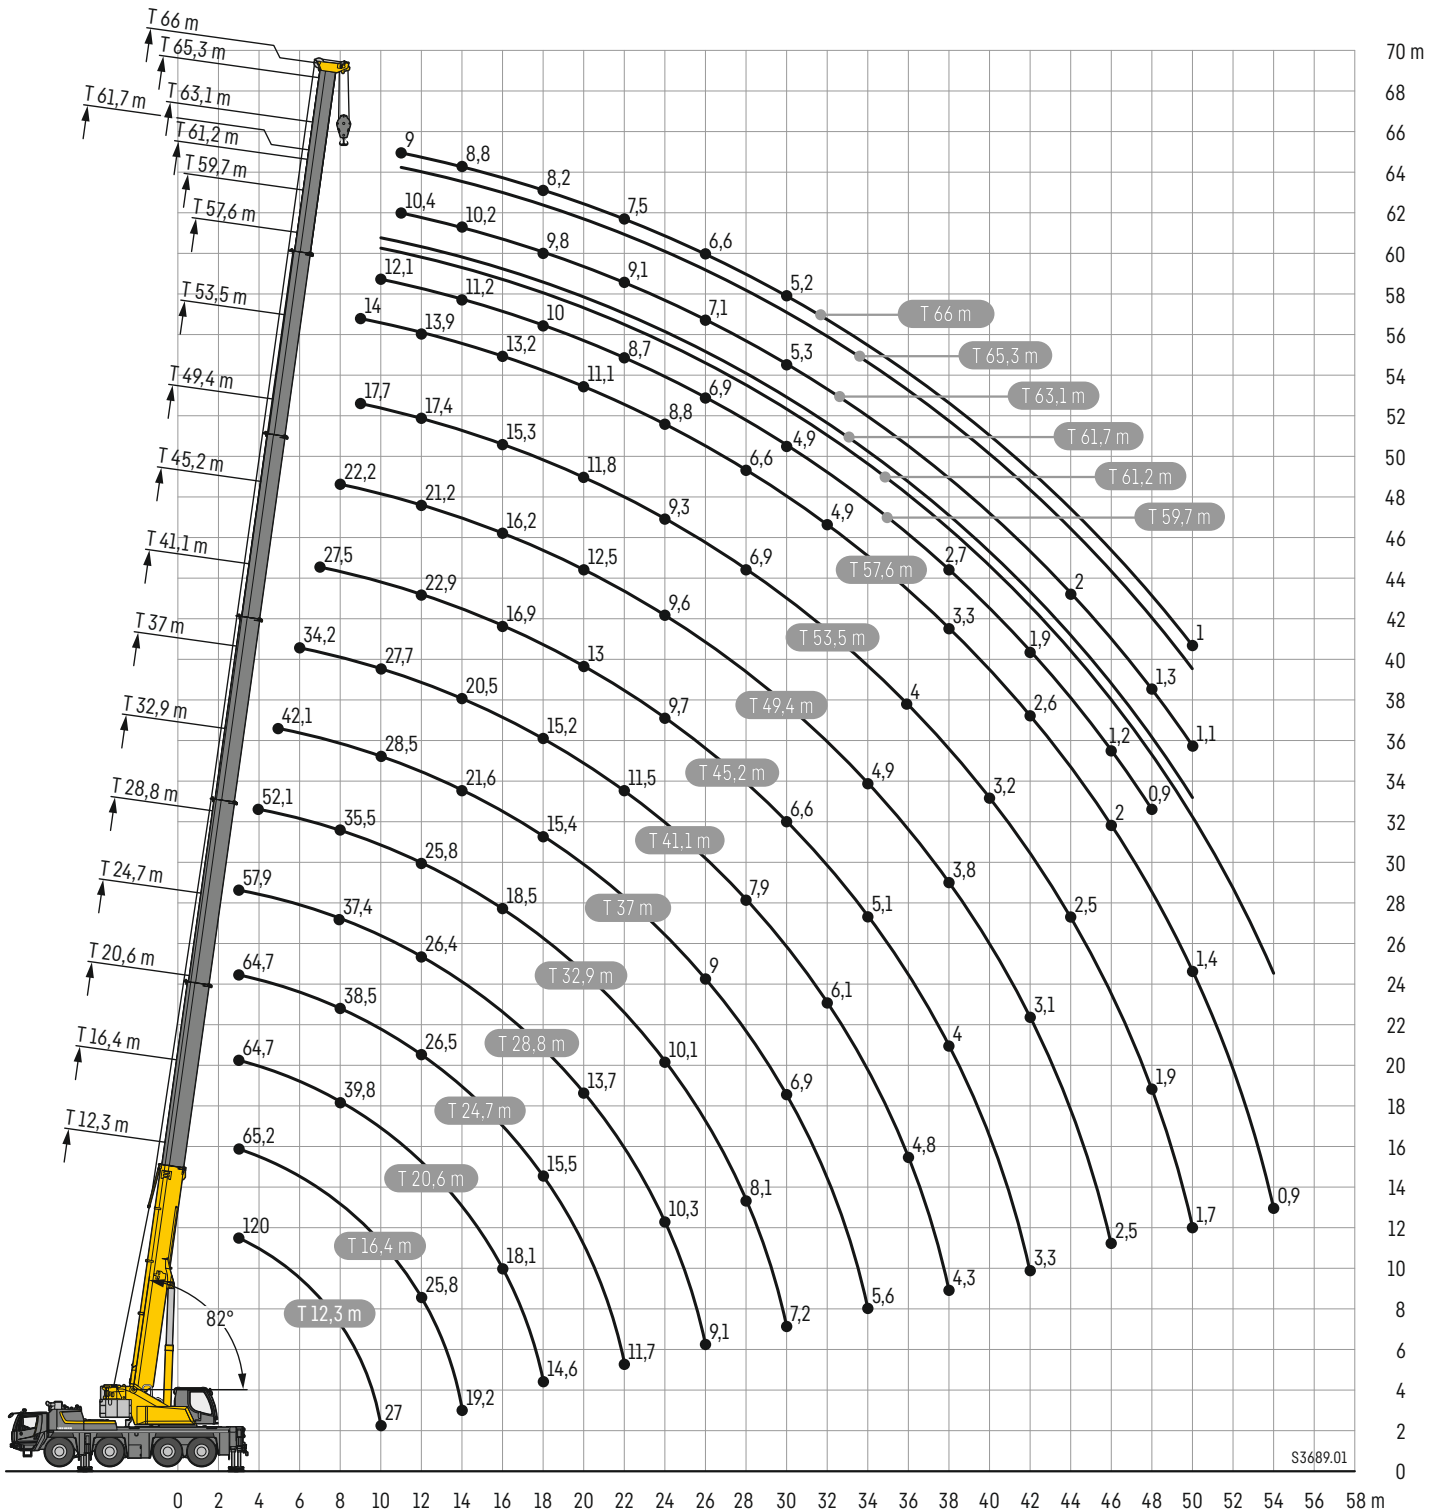 T 66 m
T 65,3 m
T 63,1 m
T 61,7 m
T 61,2 m
T 59,7 m
T 57,6 m
T 53,5 m
T 49,4 m
T 45,2 m
T 41,1 m
T 37 m
T 32,9 m
T 28,8 m
T 24,7 m
T 20,6 m
T 16,4 m
T 12,3 m
82°
9 8,8 8,2 7,5 6,6 5,2 1
10,4 10,2 9,8 9,1 7,1 5,3 2 1,3 1,1
12,1 11,2 10 8,7 6,9 4,9 2,7 1,9 1,2 0,9
14 13,9 13,2 11,1 8,8 6,6 4,9 3,3 2,6 2 1,4 0,9
17,7 17,4 15,3 11,8 9,3 6,9 4 3,2 2,5 1,9 1,7
22,2 21,2 16,2 12,5 9,6 4,9 3,8 3,1 2,5
27,5 22,9 16,9 13 9,7 6,6 5,1 4 3,3
34,2 27,7 20,5 15,2 11,5 7,9 6,1 4,8 4,3
42,1 28,5 21,6 15,4 9 6,9 5,6
52,1 35,5 25,8 18,5 10,1 8,1 7,2
57,9 37,4 26,4 13,7 10,3 9,1
64,7 38,5 26,5 15,5 11,7
64,7 39,8 18,1 14,6
65,2 25,8 19,2
120 27
T 66 m
T 65,3 m
T 63,1 m
T 61,7 m
T 61,2 m
T 59,7 m
T 57,6 m
T 53,5 m
T 49,4 m
T 45,2 m
T 41,1 m
T 37 m
T 32,9 m
T 28,8 m
T 24,7 m
T 20,6 m
T 16,4 m
T 12,3 m
70 m
68
66
64
62
60
58
56
54
52
50
48
46
44
42
40
38
36
34
32
30
28
26
24
22
20
18
16
14
12
10
8
6
4
2
0
S3689.01
0 2 4 6 8 10 12 14 16 18 20 22 24 26 28 30 32 34 36 38 40 42 44 46 48 50 52 54 56 58 m